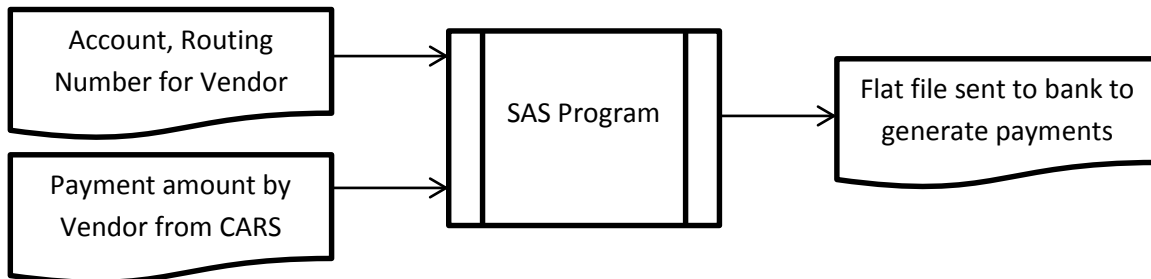 Account, Routing
Number for Vendor
Payment amount by
Vendor from CARS
SAS Program
Flat file sent to bank to
generate payments